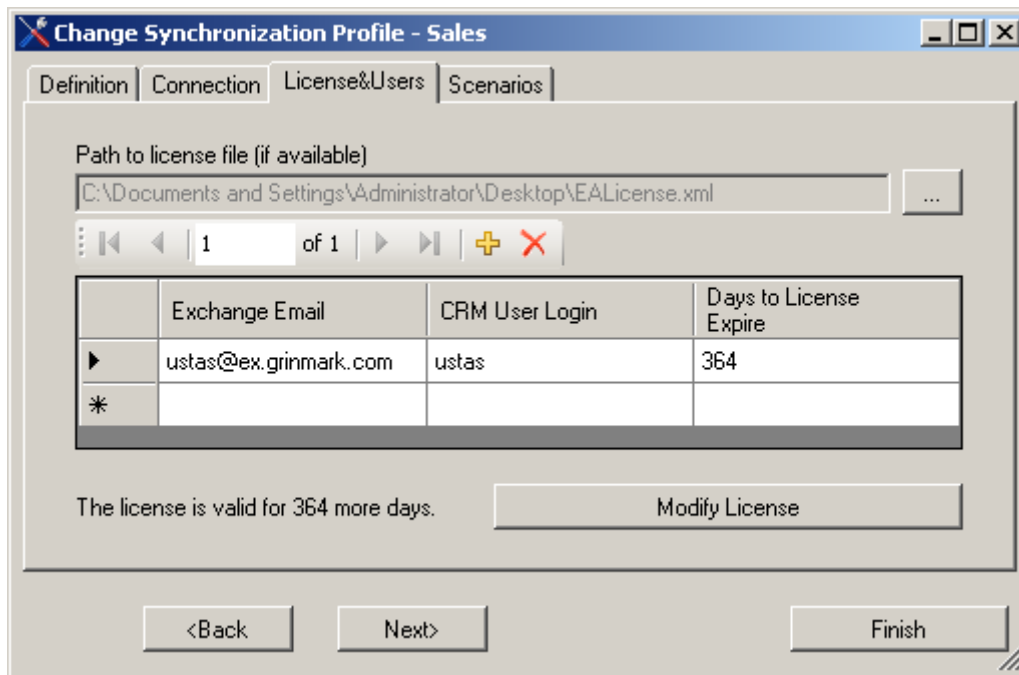 Change Synchronization Profile - Sales
Definition Connection License&Users Scenarios
Path to license file (if available)
C:\Documents and Settings\Administrator\Desktop\EALicense.xml ...
1 of 1
Exchange Email CRM User Login Days to License Expire
ustas@ex.grinmark.com ustas 364
The license is valid for 364 more days. Modify License
<Back Next> Finish